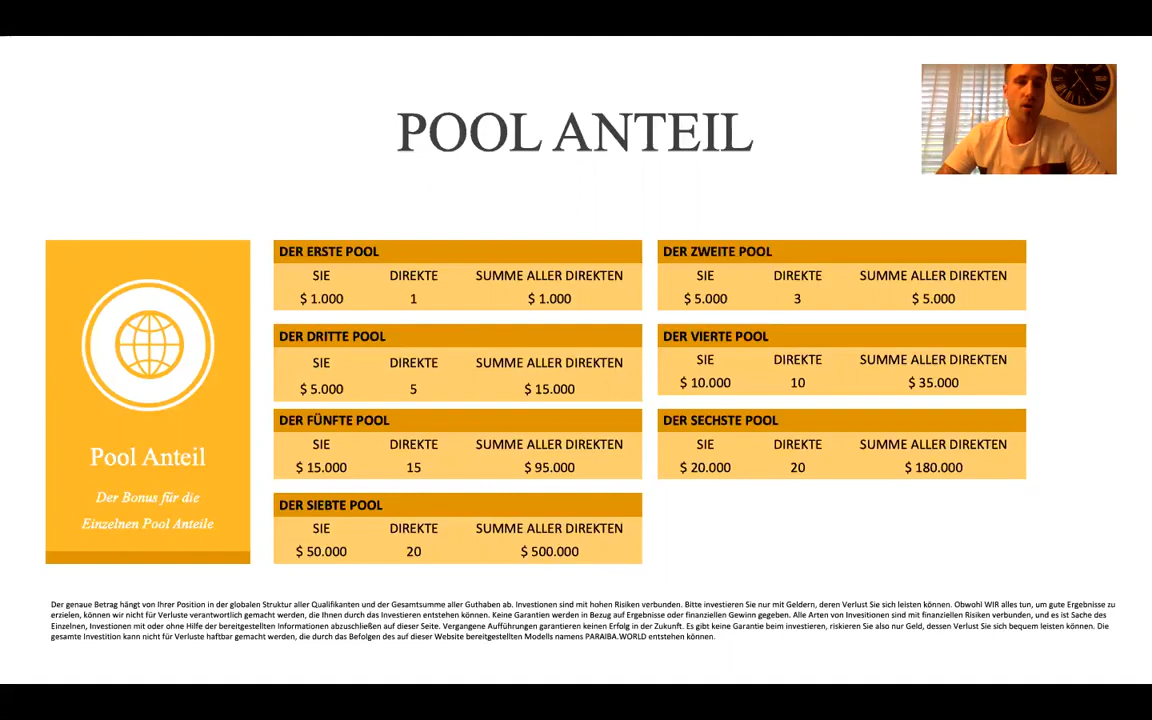 POOL ANTEIL
Pool Anteil
Der Bonus für die
Einzelnen Pool Anteile
DER ERSTE POOL
SIE DIREKTE SUMME ALLER DIREKTEN
$ 1.000 1 $ 1.000
DER ZWEITE POOL
SIE DIREKTE SUMME ALLER DIREKTEN
$ 5.000 3 $ 5.000
DER DRITTE POOL
SIE DIREKTE SUMME ALLER DIREKTEN
$ 5.000 5 $ 15.000
DER VIERTE POOL
SIE DIREKTE SUMME ALLER DIREKTEN
$ 10.000 10 $ 35.000
DER FÜNFTE POOL
SIE DIREKTE SUMME ALLER DIREKTEN
$ 15.000 15 $ 95.000
DER SECHSTE POOL
SIE DIREKTE SUMME ALLER DIREKTEN
$ 20.000 20 $ 180.000
DER SIEBTE POOL
SIE DIREKTE SUMME ALLER DIREKTEN
$ 50.000 20 $ 500.000
Der genaue Betrag hängt von Ihrer Position in der globalen Struktur aller Qualifikanten und der Gesamtsumme aller Guthaben ab. Investionen sind mit hohen Risiken verbunden. Bitte investieren Sie nur mit Geldern, deren Verlust Sie sich leisten können. Obwohl WIR alles tun, um gute Ergebnisse zu
erzielen, können wir nicht für Verluste verantwortlich gemacht werden, die Ihnen durch das Investieren entstehen können. Keine Garantien werden in Bezug auf Ergebnisse oder finanziellen Gewinn gegeben. Alle Arten von Invesitionen sind mit finanziellen Risiken verbunden, und es ist Sache des
Einzelnen, Investionen mit oder ohne Hilfe der bereitgestellten Informationen abzuschließen auf dieser Seite. Vergangene Aufführungen garantieren keinen Erfolg in der Zukunft. Es gibt keine Garantie beim investieren, riskieren Sie also nur Geld, dessen Verlust Sie sich bequem leisten können. Die
gesamte Investition kann nicht für Verluste haftbar gemacht werden, die durch das Befolgen des auf dieser Website bereitgestellten Modells namens PARAIBA.WORLD entstehen können.